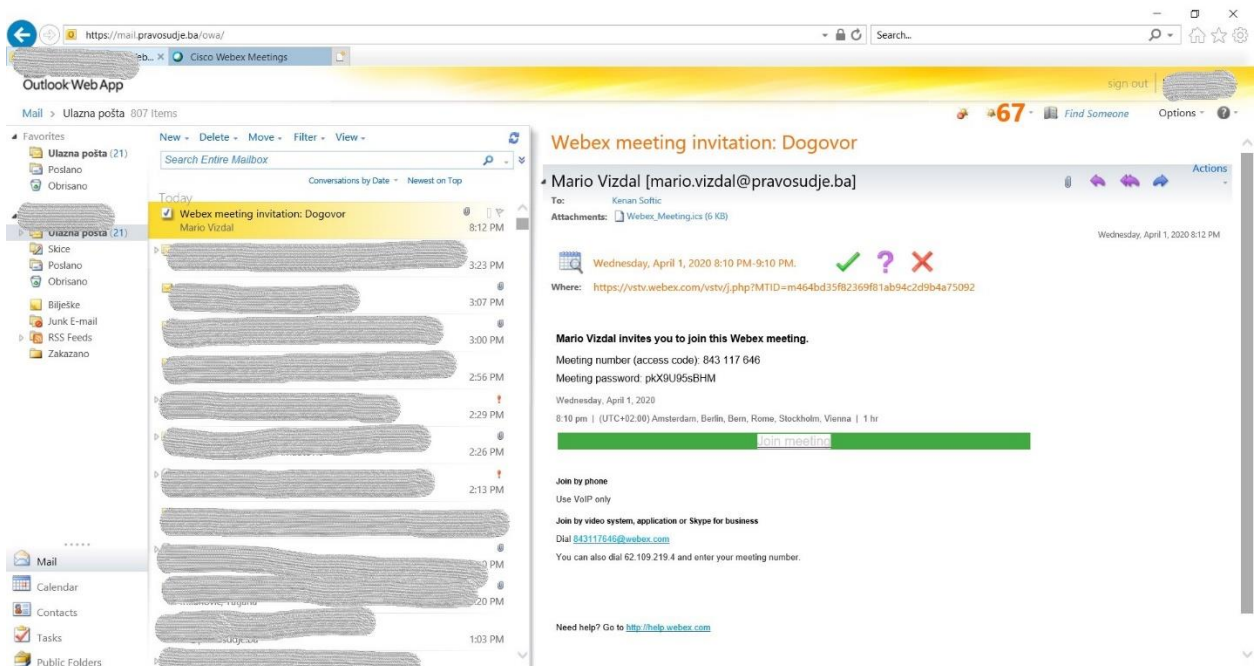 https://mail.pravosudje.ba/owa/
Search...
eb...
Cisco Webex Meetings
Outlook Web App
sign out
Mail > Ulazna pošta 807 Items
67
Find Someone
Options
Favorites
Ulazna pošta (21)
Poslano
Obrisano
Ulazna pošta (21)
Skice
Poslano
Obrisano
Bilješke
Junk E-mail
RSS Feeds
Zakazano
Mail
Calendar
Contacts
Tasks
Public Folders
New Delete Move Filter View
Search Entire Mailbox
Conversations by Date Newest on Top
Today
Webex meeting invitation: Dogovor
Mario Vizdal 8:12 PM
3:23 PM
3:07 PM
3:00 PM
2:56 PM
2:29 PM
2:26 PM
2:13 PM
PM
20 PM
1:03 PM
Webex meeting invitation: Dogovor
Actions
Mario Vizdal [mario.vizdal@pravosudje.ba]
To: Kenan Softic
Attachments: Webex_Meeting.ics (6 KB)
Wednesday, April 1, 2020 8:12 PM
Wednesday, April 1, 2020 8:10 PM-9:10 PM.
Where: https://vstv.webex.com/vstv/j.php?MTID=m464bd35f82369f81ab94c2d9b4a75092
Mario Vizdal invites you to join this Webex meeting.
Meeting number (access code): 843 117 646
Meeting password: pkX9U95sBHM
Wednesday, April 1, 2020
8:10 pm | (UTC+02:00) Amsterdam, Berlin, Bern, Rome, Stockholm, Vienna | 1 hr
Join meeting
Join by phone
Use VoIP only
Join by video system, application or Skype for business
Dial 843117646@webex.com
You can also dial 62.109.219.4 and enter your meeting number.
Need help? Go to http://help.webex.com